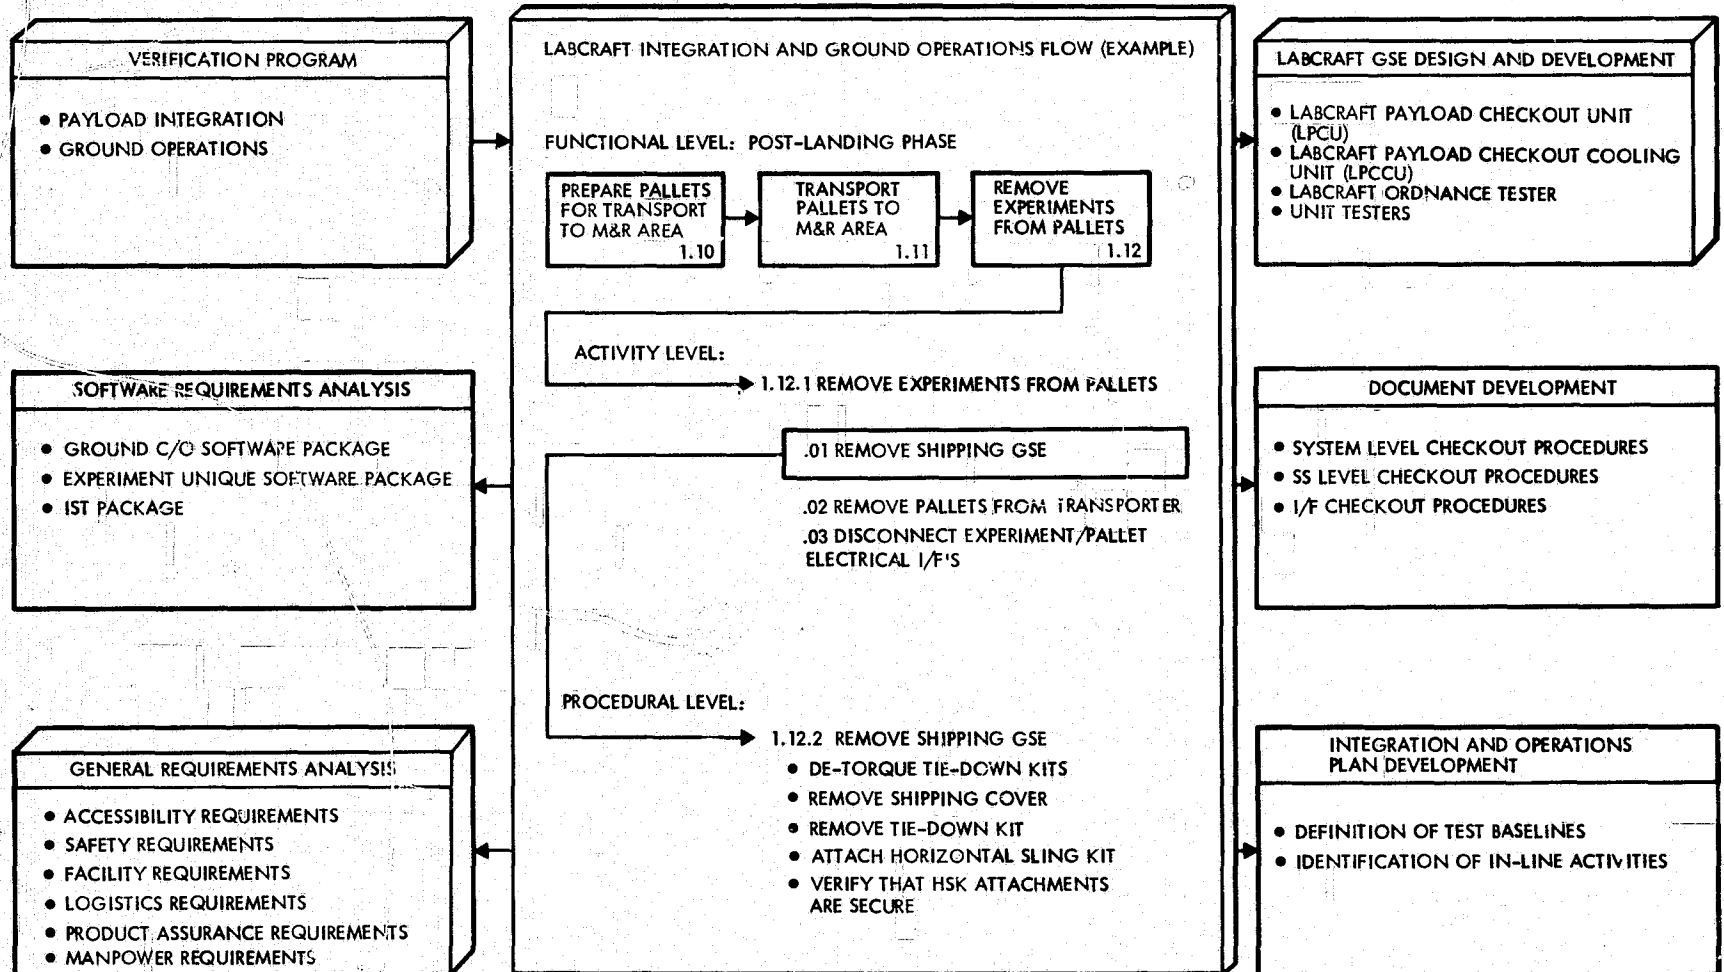 VERIFICATION PROGRAM
• PAYLOAD INTEGRATION
• GROUND OPERATIONS
SOFTWARE REQUIREMENTS ANALYSIS
• GROUND C/O SOFTWARE PACKAGE
• EXPERIMENT UNIQUE SOFTWARE PACKAGE
• IST PACKAGE
GENERAL REQUIREMENTS ANALYSIS
• ACCESSIBILITY REQUIREMENTS
• SAFETY REQUIREMENTS
• FACILITY REQUIREMENTS
• LOGISTICS REQUIREMENTS
• PRODUCT ASSURANCE REQUIREMENTS
• MANPOWER REQUIREMENTS
LABCRAFT INTEGRATION AND GROUND OPERATIONS FLOW (EXAMPLE)
FUNCTIONAL LEVEL: POST-LANDING PHASE
PREPARE PALLETS
FOR TRANSPORT
TO M&R AREA
1.10
TRANSPORT
PALLETS TO
M&R AREA
1.11
REMOVE
EXPERIMENTS
FROM PALLETS
1.12
ACTIVITY LEVEL:
1.12.1 REMOVE EXPERIMENTS FROM PALLETS
.01 REMOVE SHIPPING GSE
.02 REMOVE PALLETS FROM TRANSPORTER
.03 DISCONNECT EXPERIMENT/PALLET
ELECTRICAL I/F'S
PROCEDURAL LEVEL:
1.12.2 REMOVE SHIPPING GSE
• DE-TORQUE TIE-DOWN KITS
• REMOVE SHIPPING COVER
• REMOVE TIE-DOWN KIT
• ATTACH HORIZONTAL SLING KIT
• VERIFY THAT HSK ATTACHMENTS
ARE SECURE
LABCRAFT GSE DESIGN AND DEVELOPMENT
• LABCRAFT PAYLOAD CHECKOUT UNIT
(LPCU)
• LABCRAFT PAYLOAD CHECKOUT COOLING
UNIT (LPCCU)
• LABCRAFT ORDNANCE TESTER
• UNIT TESTERS
DOCUMENT DEVELOPMENT
• SYSTEM LEVEL CHECKOUT PROCEDURES
• SS LEVEL CHECKOUT PROCEDURES
• I/F CHECKOUT PROCEDURES
INTEGRATION AND OPERATIONS
PLAN DEVELOPMENT
• DEFINITION OF TEST BASELINES
• IDENTIFICATION OF IN-LINE ACTIVITIES